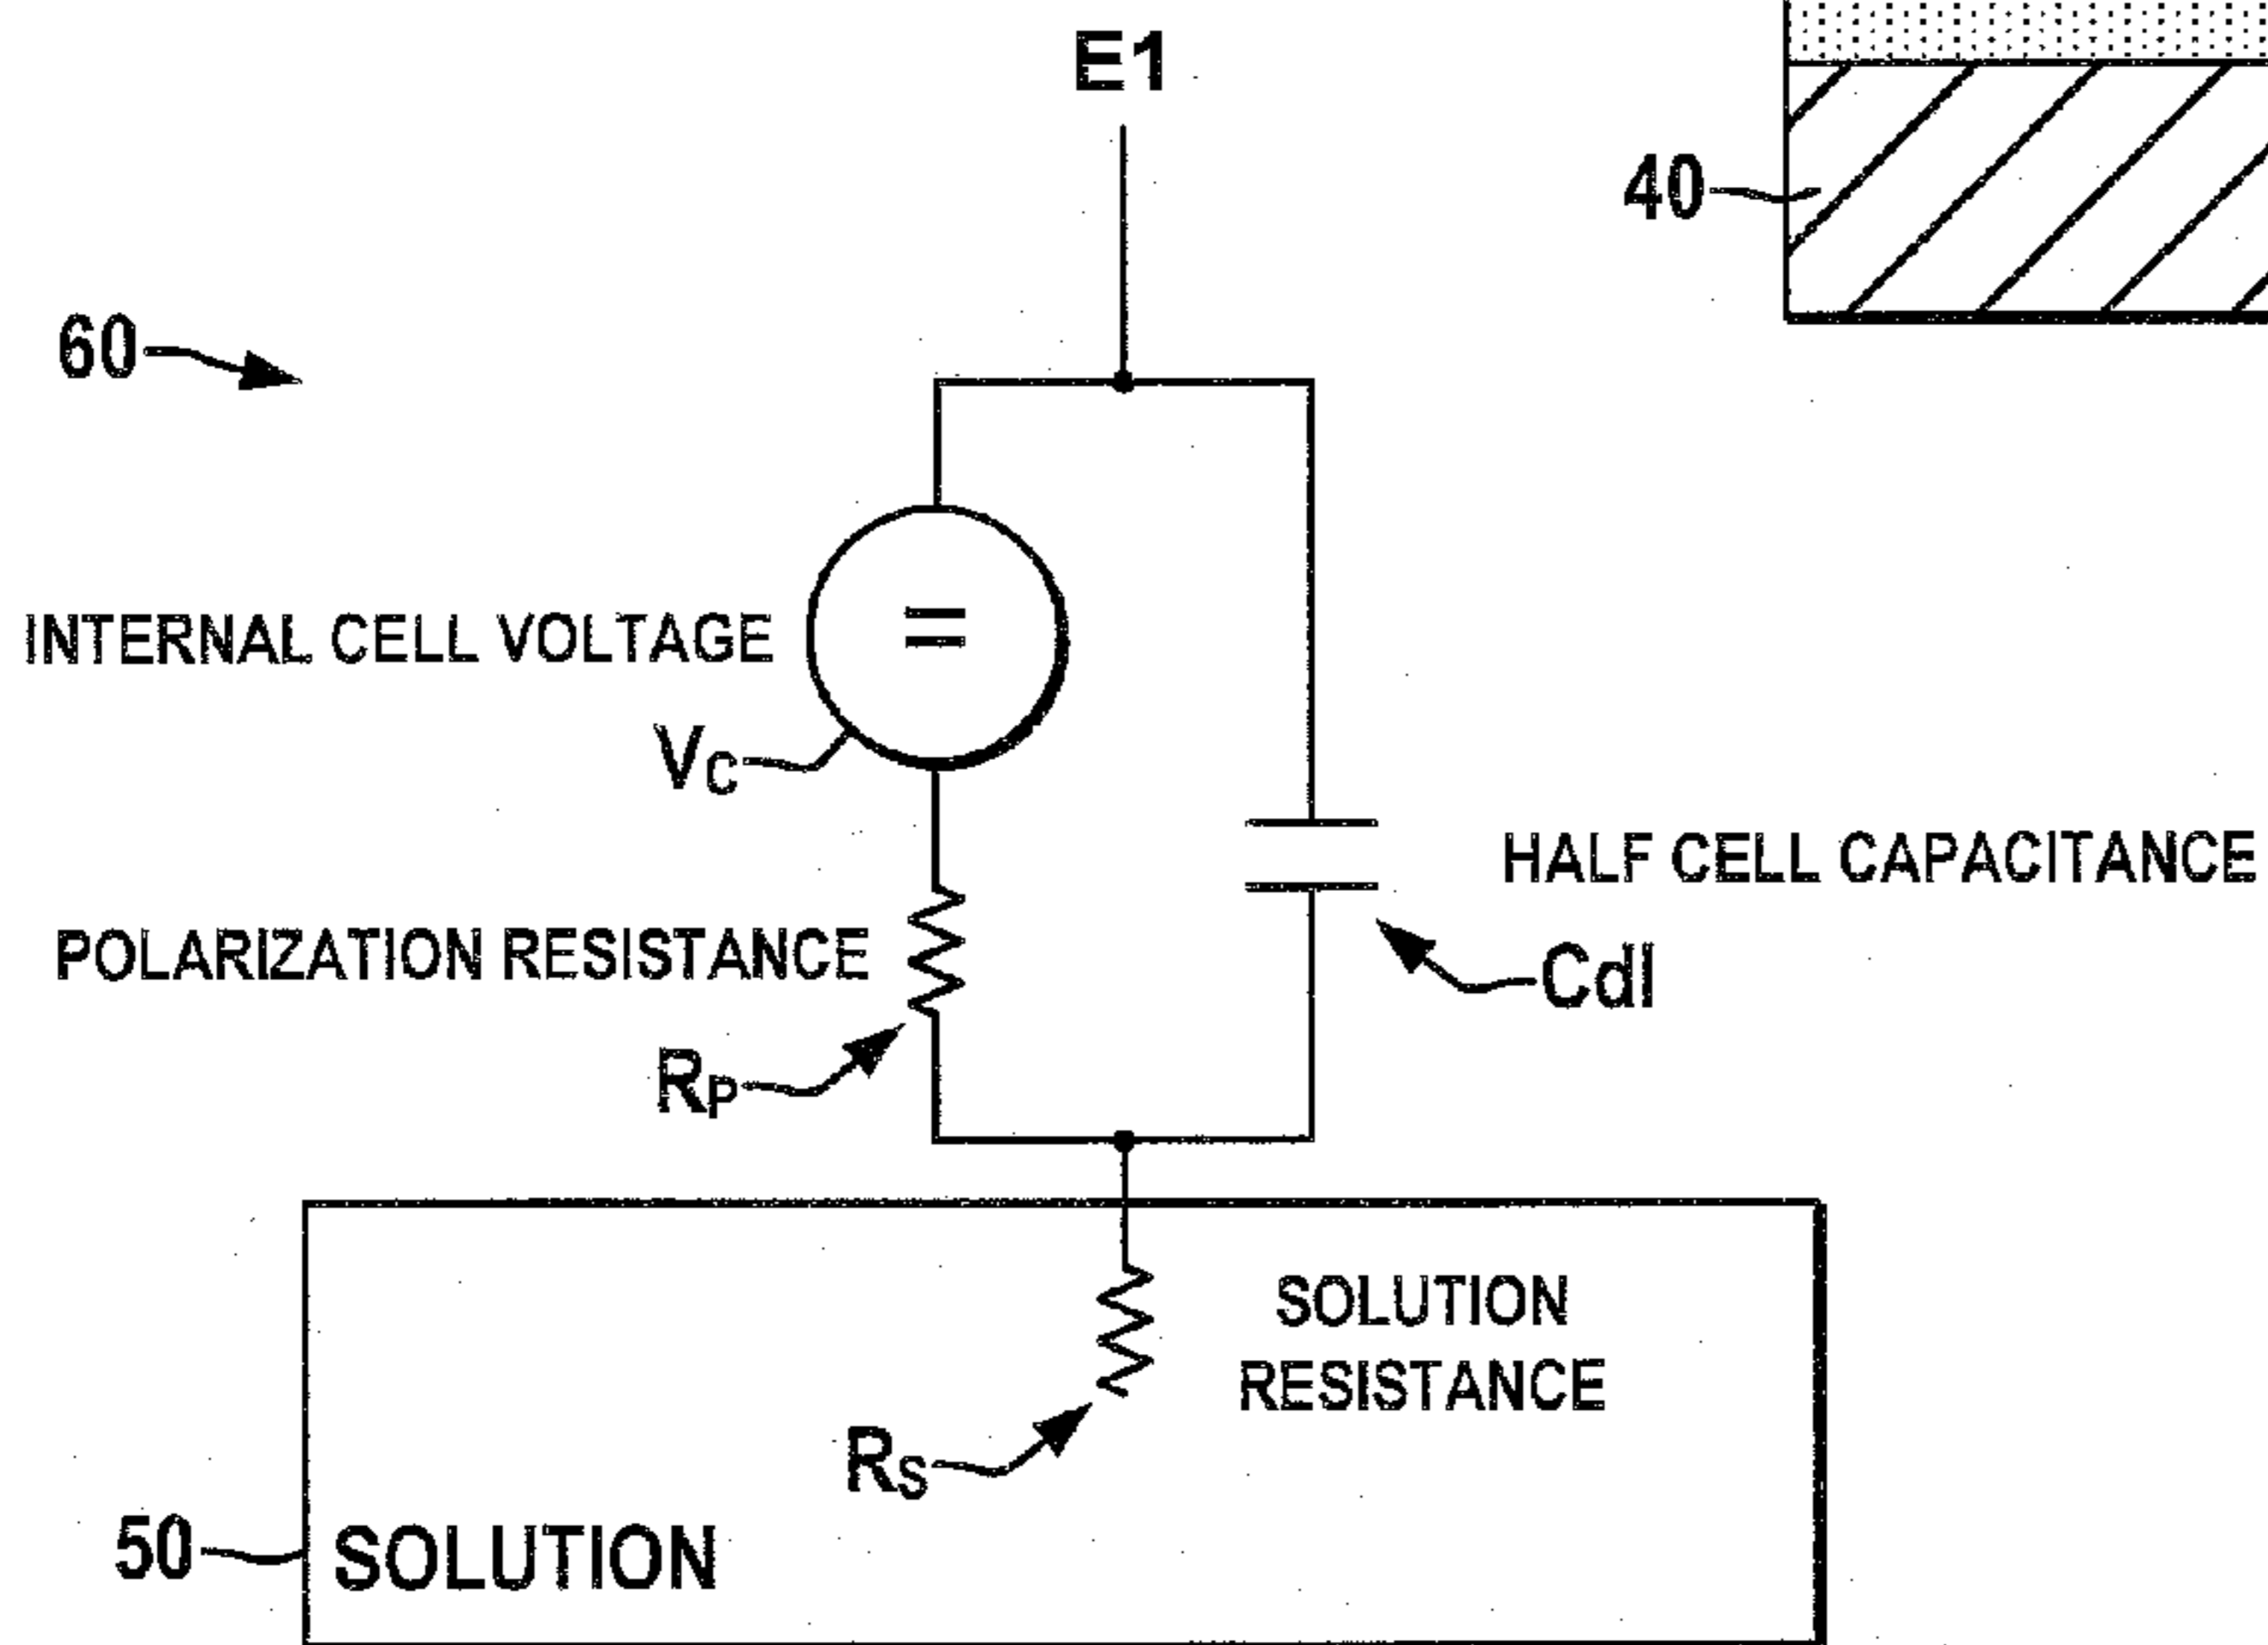 E1
40
60
INTERNAL CELL VOLTAGE
VC
HALF CELL CAPACITANCE
POLARIZATION RESISTANCE
Cdl
RP
SOLUTION
RESISTANCE
RS
50
SOLUTION